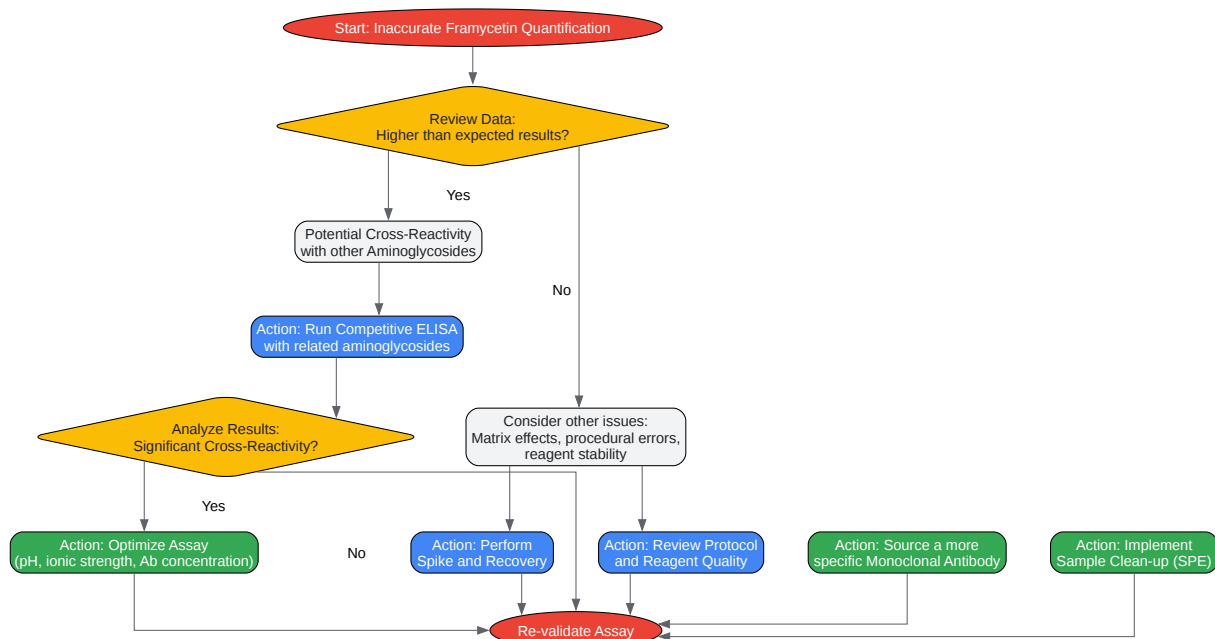 Start: Inaccurate Framycetin Quantification
Review Data:
Higher than expected results?
Yes
Potential Cross-Reactivity
with other Aminoglycosides
No
Action: Run Competitive ELISA
with related aminoglycosides
Analyze Results:
Significant Cross-Reactivity?
Consider other issues:
Matrix effects, procedural errors,
reagent stability
Yes
No
Action: Optimize Assay
(pH, ionic strength, Ab concentration)
Action: Perform
Spike and Recovery
Action: Review Protocol
and Reagent Quality
Action: Source a more
specific Monoclonal Antibody
Action: Implement
Sample Clean-up (SPE)
Re-validate Assay